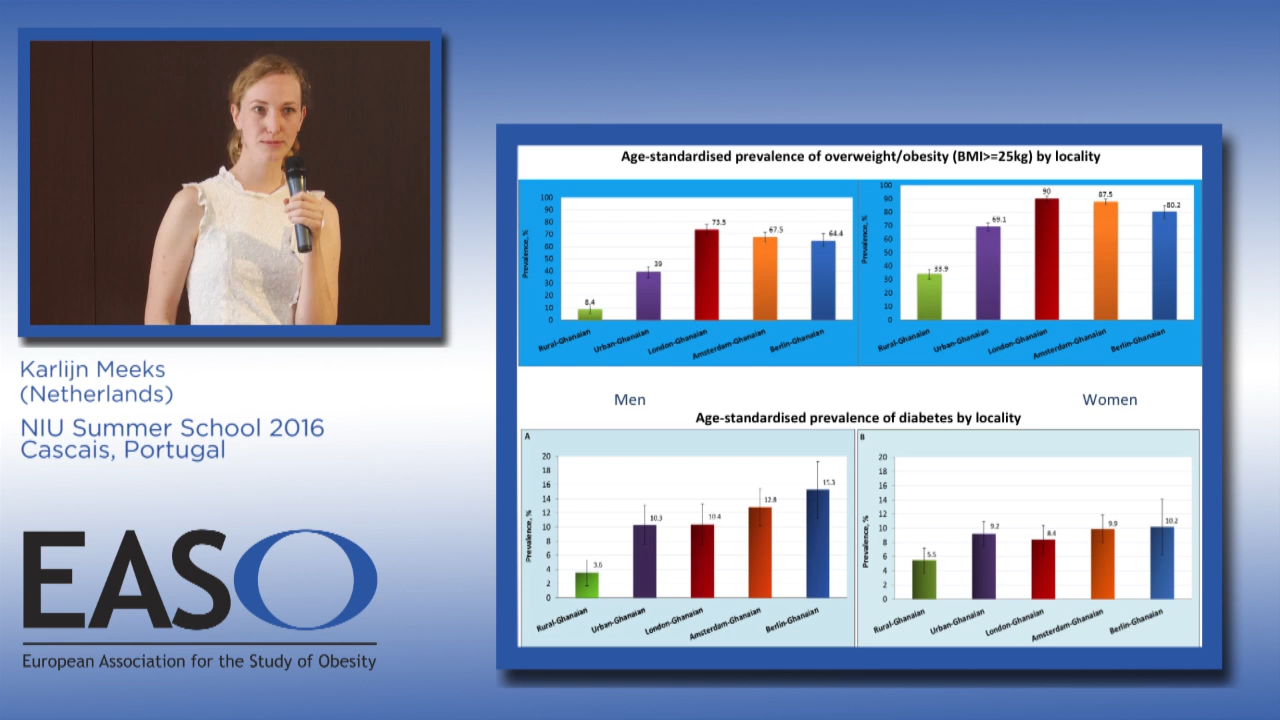 Age-standardised prevalence of overweight/obesity (BMI>=25kg) by locality
Prevalence, %
100
90
80
70
60
50
40
30
20
10
0
8.4
39
73.5
67.5
64.4
Rural-Ghanaian
Urban-Ghanaian
London-Ghanaian
Amsterdam-Ghanaian
Berlin-Ghanaian
Prevalence, %
100
90
80
70
60
50
40
30
20
10
0
33.9
69.1
90
87.5
80.2
Rural-Ghanaian
Urban-Ghanaian
London-Ghanaian
Amsterdam-Ghanaian
Berlin-Ghanaian
Men
Women
Age-standardised prevalence of diabetes by locality
A
Prevalence, %
20
18
16
14
12
10
8
6
4
2
0
3.6
10.3
10.4
12.8
15.3
Rural-Ghanaian
Urban-Ghanaian
London-Ghanaian
Amsterdam-Ghanaian
Berlin-Ghanaian
B
Prevalence, %
20
18
16
14
12
10
8
6
4
2
0
5.5
9.2
8.4
9.9
10.2
Rural-Ghanaian
Urban-Ghanaian
London-Ghanaian
Amsterdam-Ghanaian
Berlin-Ghanaian
Karlijn Meeks
(Netherlands)
NIU Summer School 2016
Cascais, Portugal
EASO
European Association for the Study of Obesity